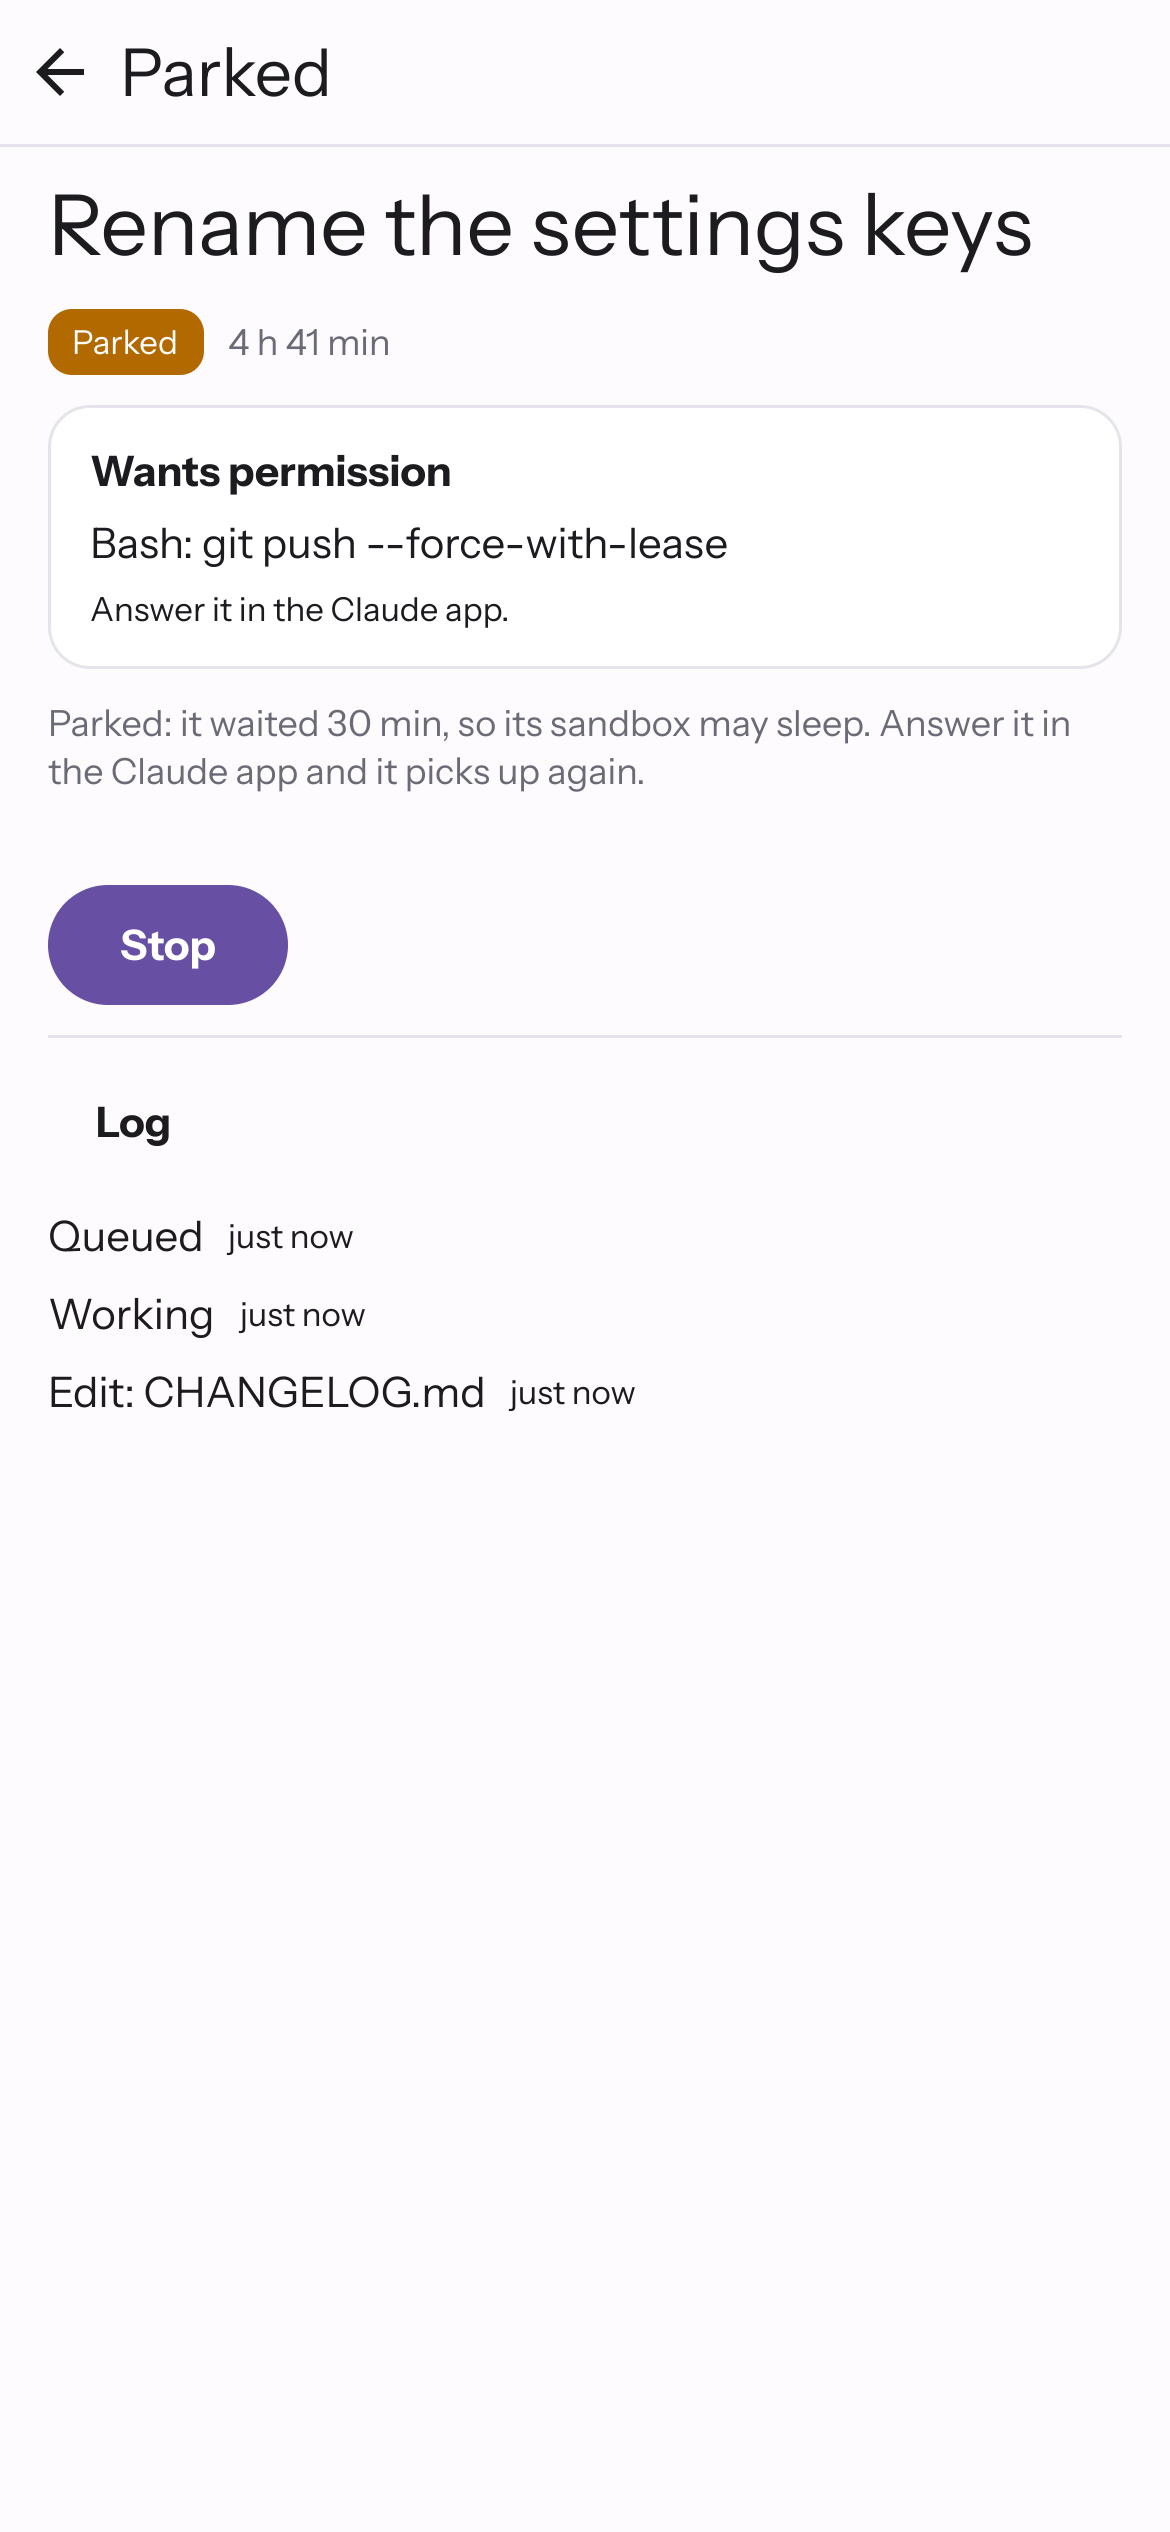 Parked
Rename the settings keys
Parked 4 h 41 min
Wants permission
Bash: git push --force-with-lease
Answer it in the Claude app.
Parked: it waited 30 min, so its sandbox may sleep. Answer it in
the Claude app and it picks up again.
Stop
Log
Queued just now
Working just now
Edit: CHANGELOG.md just now